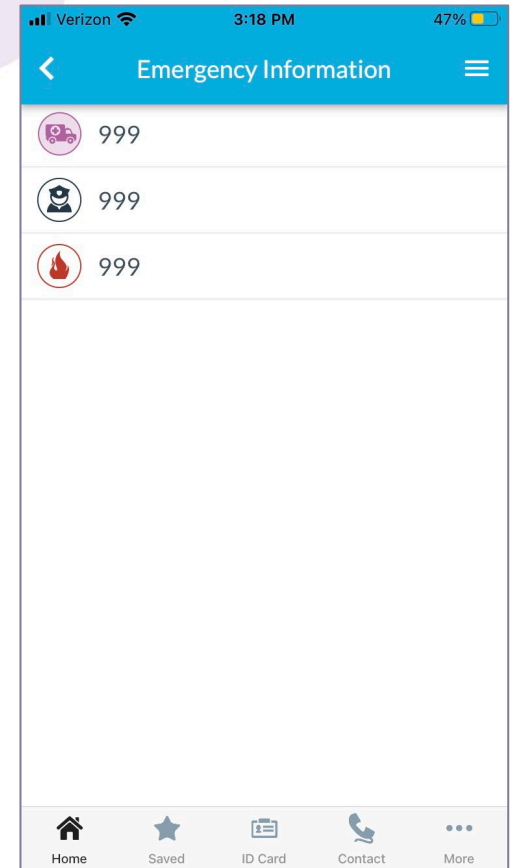 Verizon 3:18 PM 47%
Emergency Information
999
999
999
Home Saved ID Card Contact More